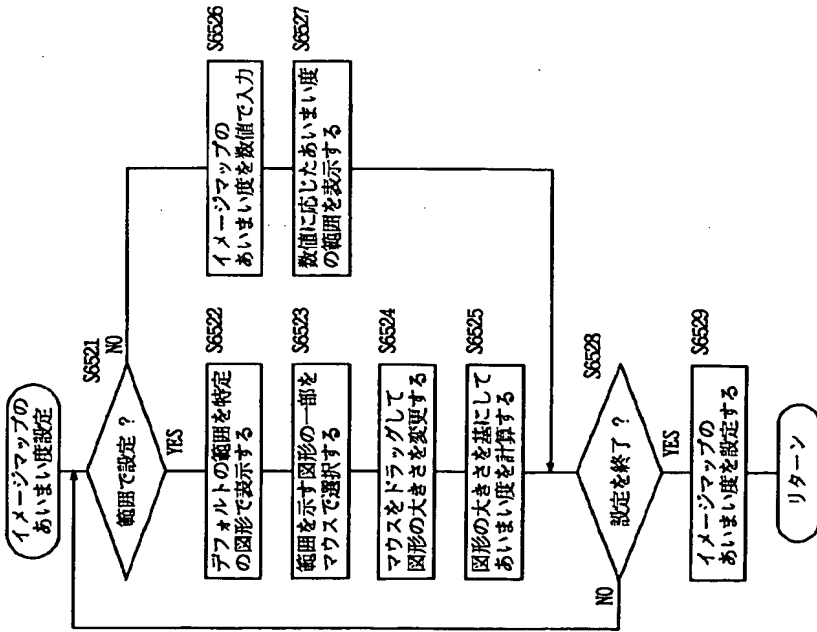 イメージマップの
あいまい度設定
S6521
範囲で設定？
NO
YES
S6522
デフォルトの範囲を特定
の図形で表示する
S6523
範囲を示す図形の一部を
マウスで選択する
S6524
マウスをドラッグして
図形の大きさを変更する
S6525
図形の大きさを基にして
あいまい度を計算する
S6526
イメージマップの
あいまい度を数値で入力
S6527
数値に応じたあいまい度
の範囲を表示する
S6528
設定を終了？
NO
YES
S6529
イメージマップの
あいまい度を設定する
リターン